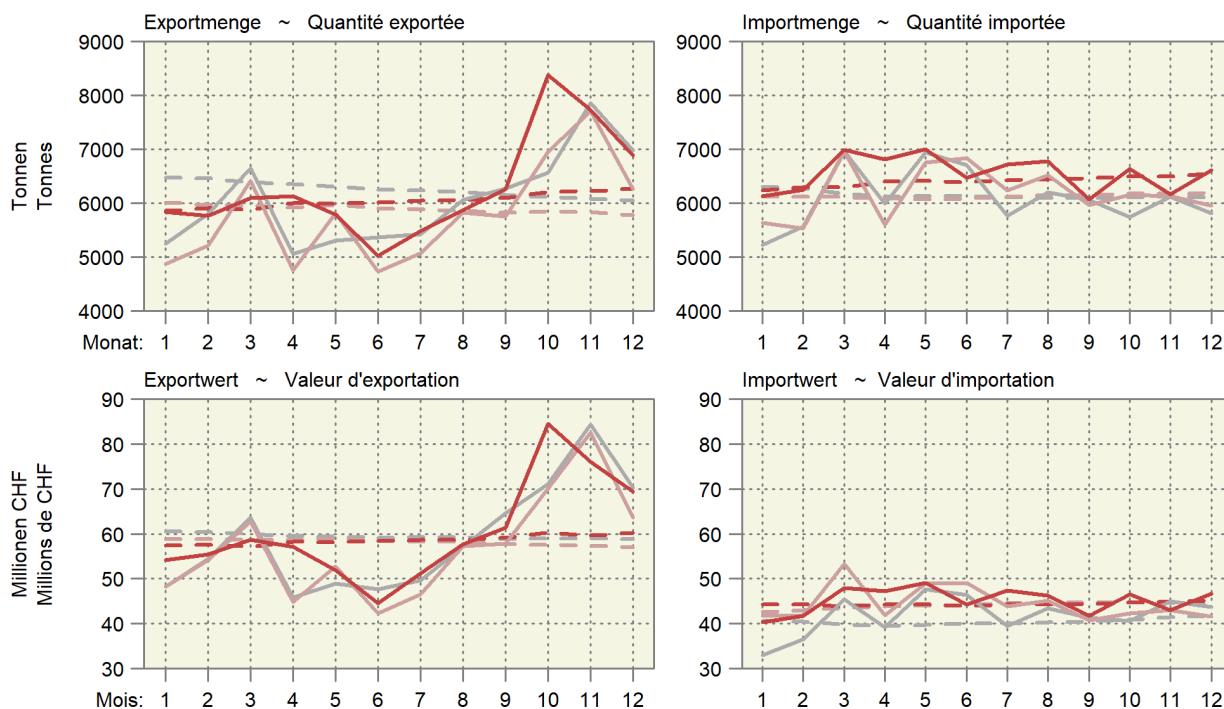 Exportmenge ~ Quantité exportée
Importmenge ~ Quantité importée
Tonnen
Tonnes
9000
8000
7000
6000
5000
4000
9000
8000
7000
6000
5000
4000
Monat: 1 2 3 4 5 6 7 8 9 10 11 12
1 2 3 4 5 6 7 8 9 10 11 12
Exportwert ~ Valeur d'exportation
Importwert ~ Valeur d'importation
Millionen CHF
Millions de CHF
90
80
70
60
50
40
30
90
80
70
60
50
40
30
Mois: 1 2 3 4 5 6 7 8 9 10 11 12
1 2 3 4 5 6 7 8 9 10 11 12